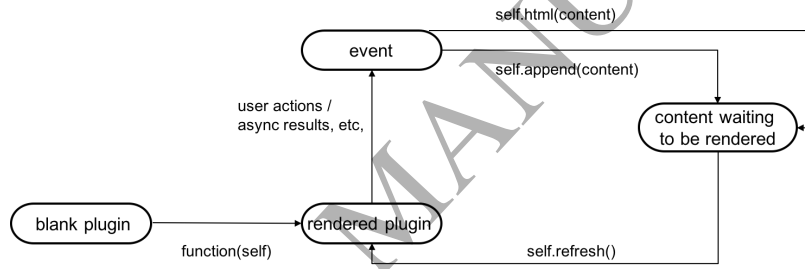 self.html(content)
event
self.append(content)
user actions /
async results, etc,
content waiting
to be rendered
blank plugin
rendered plugin
function(self)
self.refresh()
MANU